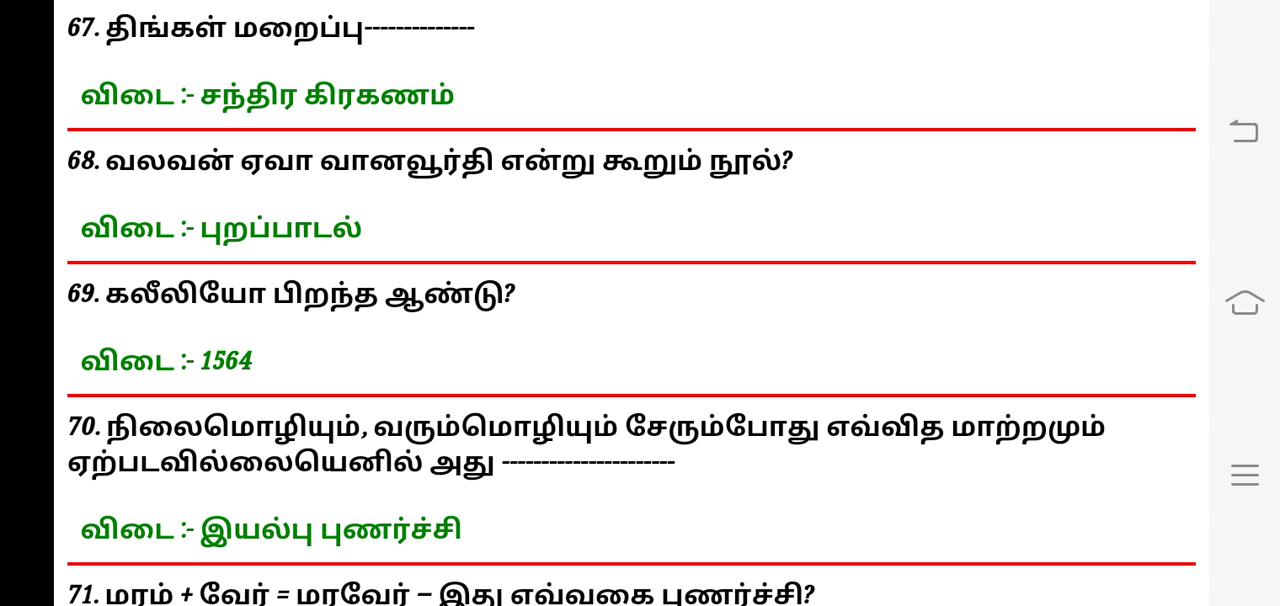 67. திங்கள் மறைப்பு--------------
விடை :- சந்திர கிரகணம்
68. வலவன் ஏவா வானவூர்தி என்று கூறும் நூல்?
விடை :- புறப்பாடல்
69. கலீலியோ பிறந்த ஆண்டு?
விடை :- 1564
70. நிலைமொழியும், வரும்மொழியும் சேரும்போது எவ்வித மாற்றமும்
ஏற்படவில்லையெனில் அது ----------------------
விடை :- இயல்பு புணர்ச்சி
71. மரம் + வேர் = மரவேர் – இது எவ்வகை புணர்ச்சி?